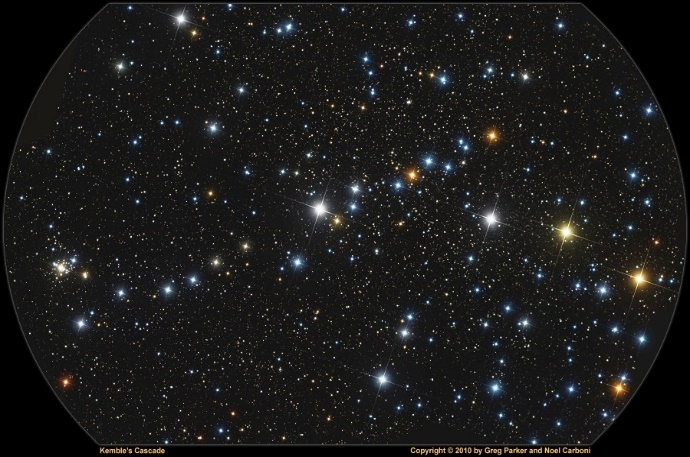 Kemble's Cascade
Copyright © 2010 by Greg Parker and Noel Carboni